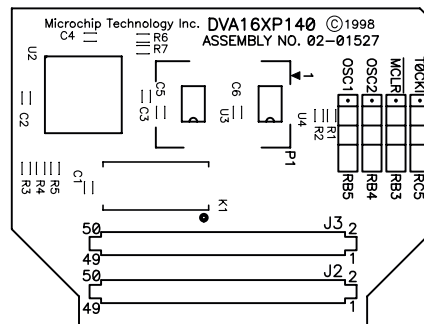 Microchip Technology Inc. DVA16XP140 ©1998
ASSEMBLY NO. 02-01527
C4
R6
R7
U2
C2
C5
C3
C6
U3
U4
R2
R1
1
P1
OSC1
OSC2
MCLR
T0CKI
RB5
RB4
RB3
RC5
R3
R4
R5
C1
K1
50
J3
2
49
1
50
J2
2
49
1